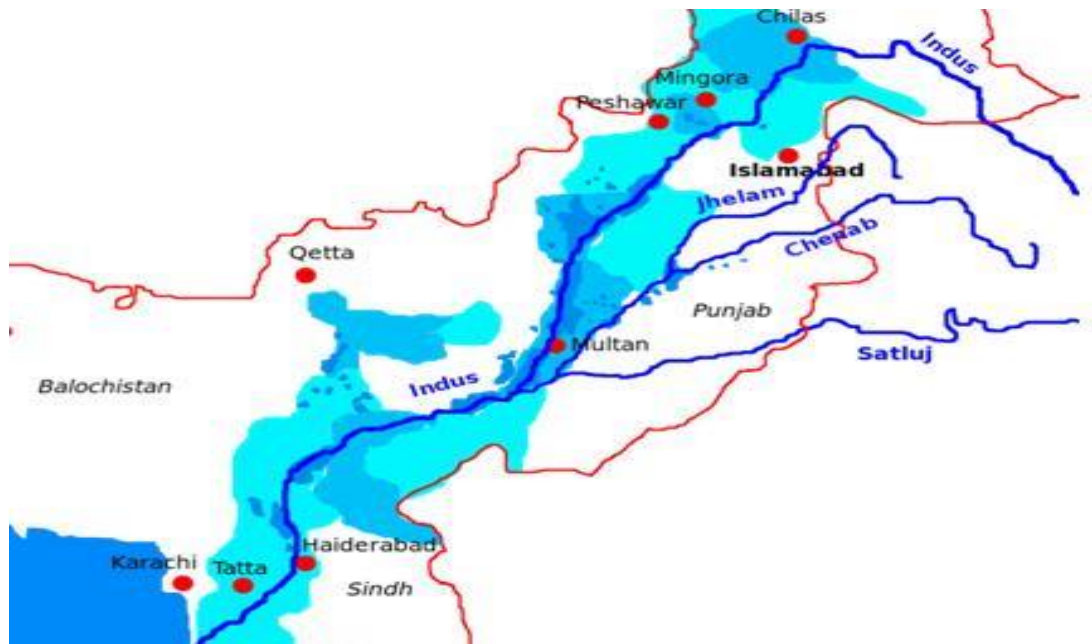 Chilas
Indus
Mingora
Peshawar
Islamabad
Jhelam
Chenab
Qetta
Punjab
Multan
Satluj
Indus
Balochistan
Haiderabad
Karachi
Tatta
Sindh